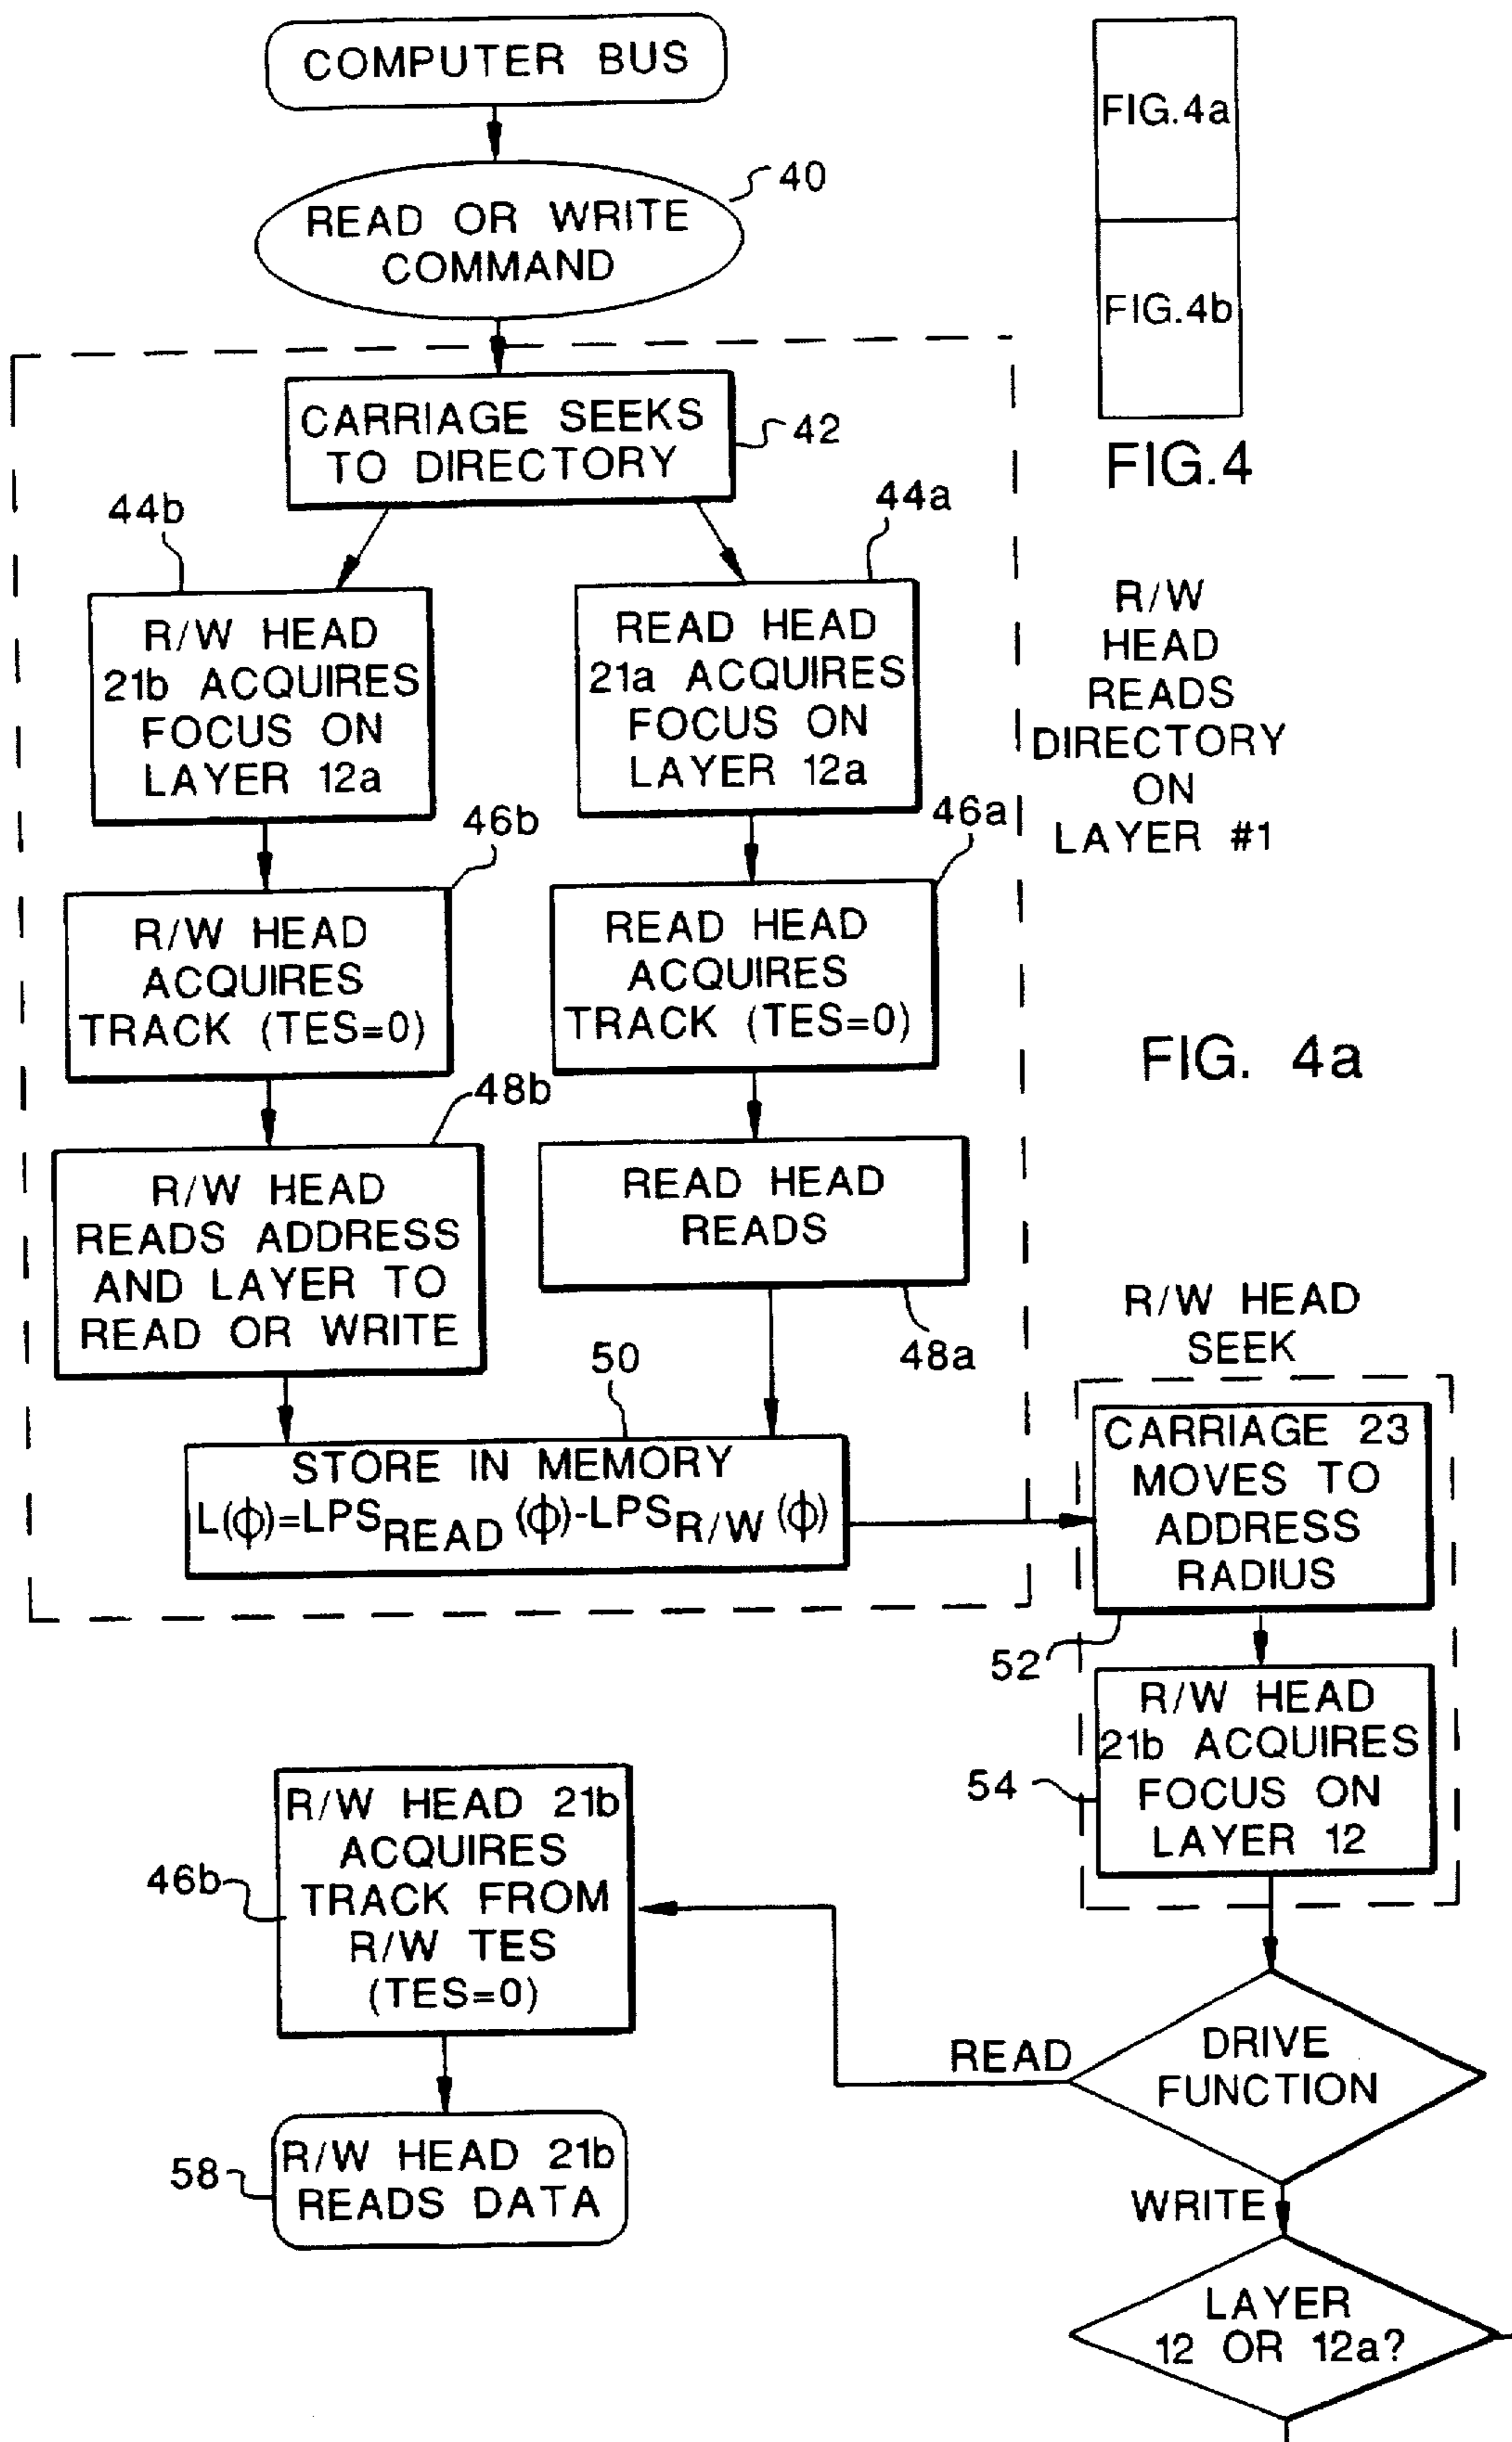 COMPUTER BUS
40
READ OR WRITE
COMMAND
FIG.4a
FIG.4b
FIG.4
CARRIAGE SEEKS
TO DIRECTORY
42
44b
44a
R/W HEAD
21b ACQUIRES
FOCUS ON
LAYER 12a
READ HEAD
21a ACQUIRES
FOCUS ON
LAYER 12a
R/W
HEAD
READS
DIRECTORY
ON
LAYER #1
46b
46a
R/W HEAD
ACQUIRES
TRACK (TES=0)
READ HEAD
ACQUIRES
TRACK (TES=0)
FIG. 4a
48b
R/W HEAD
READS ADDRESS
AND LAYER TO
READ OR WRITE
READ HEAD
READS
48a
50
STORE IN MEMORY
L(ϕ)=LPS READ (ϕ)-LPS R/W (ϕ)
R/W HEAD
SEEK
CARRIAGE 23
MOVES TO
ADDRESS
RADIUS
52
R/W HEAD
21b ACQUIRES
FOCUS ON
LAYER 12
54
R/W HEAD 21b
ACQUIRES
TRACK FROM
R/W TES
(TES=0)
46b
READ
DRIVE
FUNCTION
58
R/W HEAD 21b
READS DATA
WRITE
LAYER
12 OR 12a?